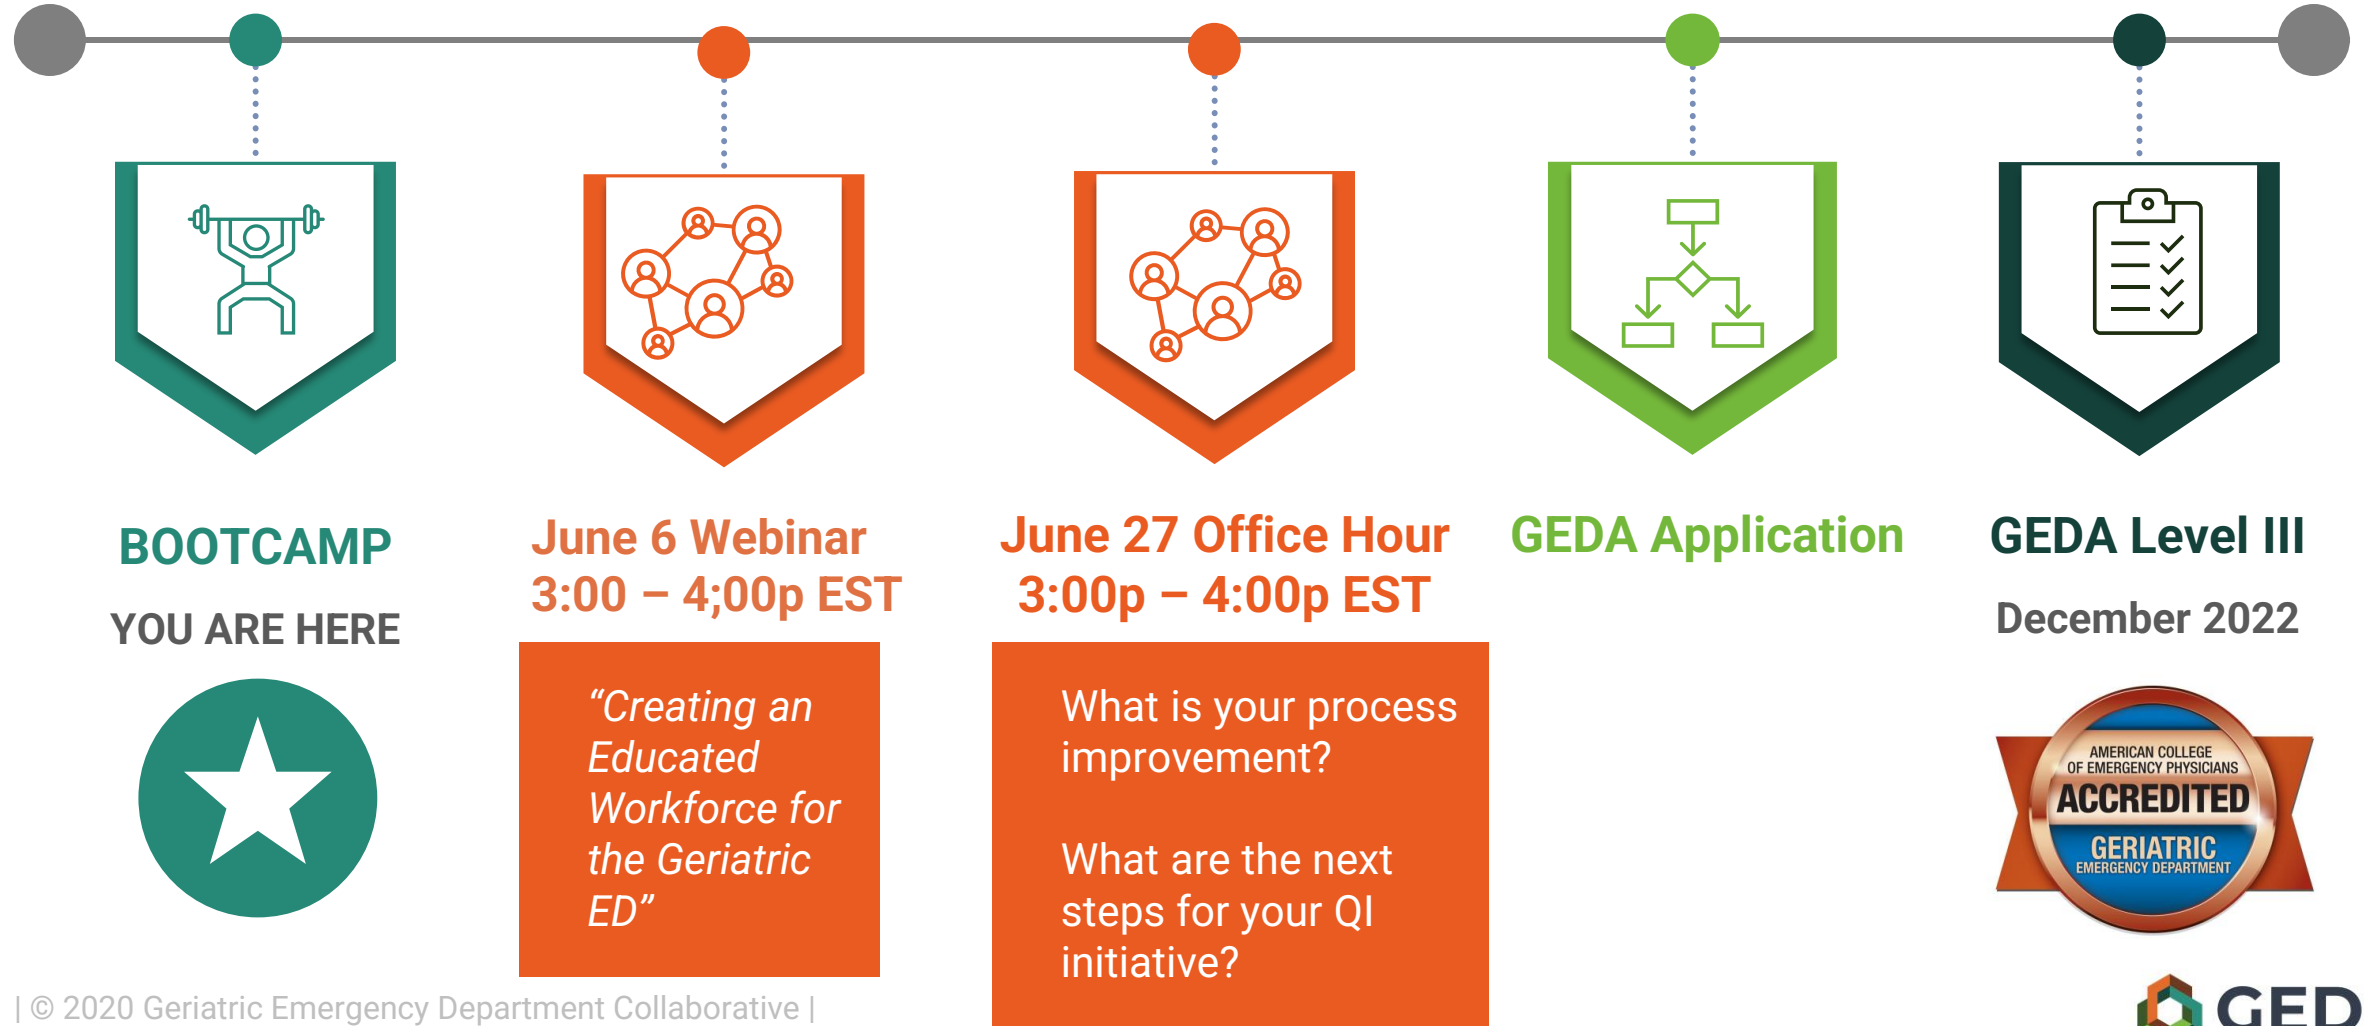 BOOTCAMP
YOU ARE HERE
June 6 Webinar
3:00 – 4;00p EST
“Creating an
Educated
Workforce for
the Geriatric
ED”
June 27 Office Hour
3:00p – 4:00p EST
What is your process
improvement?
What are the next
steps for your QI
initiative?
GEDA Application
GEDA Level III
December 2022
AMERICAN COLLEGE
OF EMERGENCY PHYSICIANS
ACCREDITED
GERIATRIC
EMERGENCY DEPARTMENT
| © 2020 Geriatric Emergency Department Collaborative |
GED